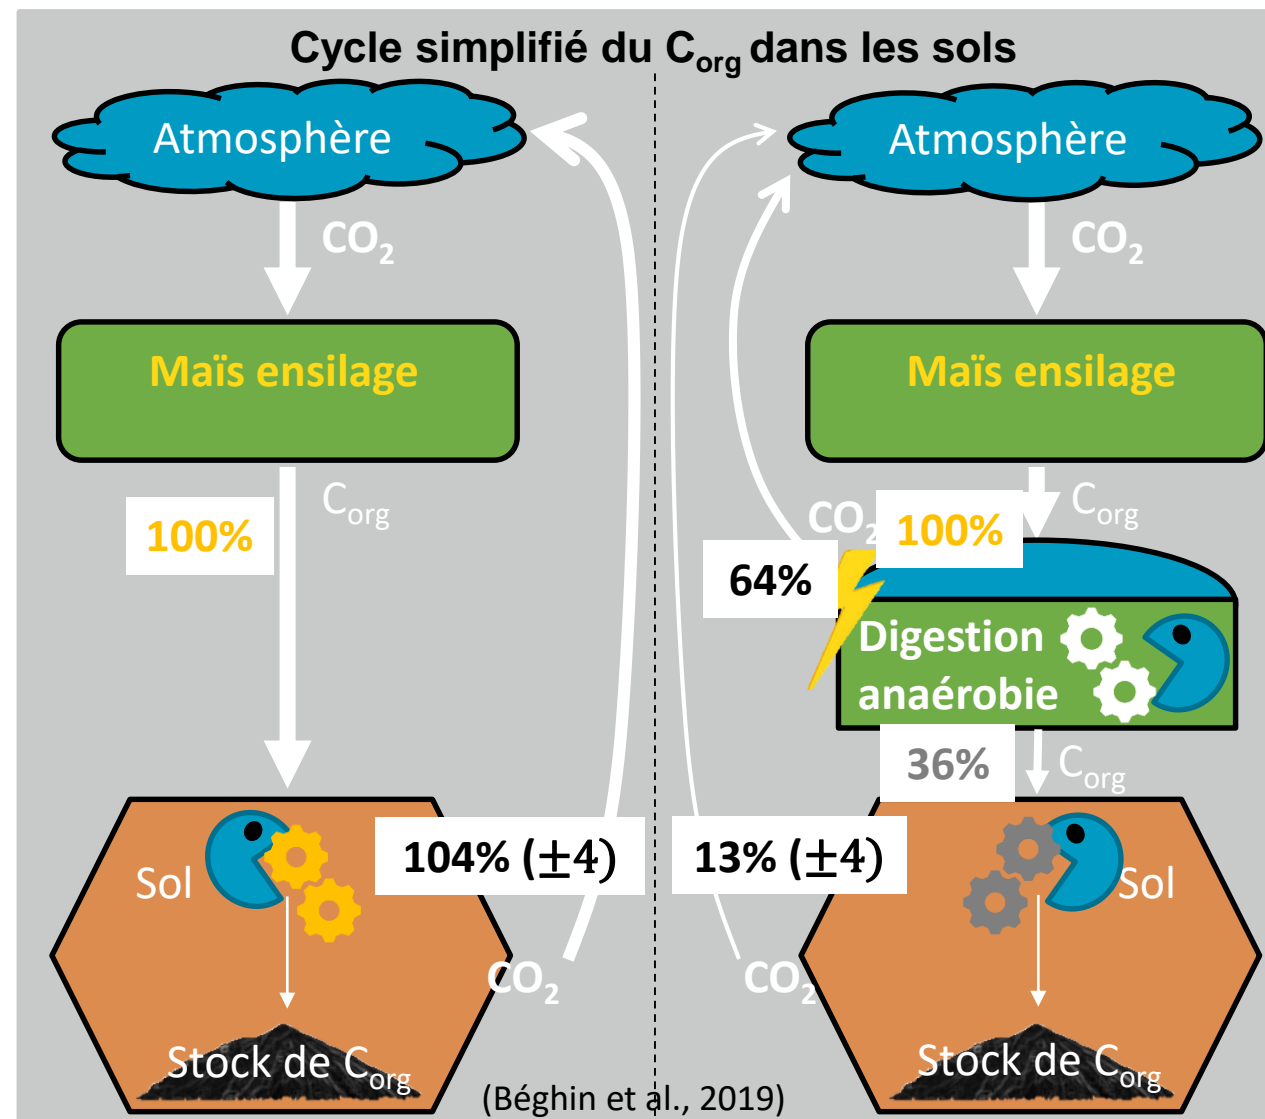 Cycle simplifié du Corg dans les sols
Atmosphère
CO2
Maïs ensilage
Corg
100%
Sol
104% (±4)
CO2
Stock de Corg
Atmosphère
CO2
Maïs ensilage
Corg
CO2
100%
64%
Digestion
anaérobie
36%
Corg
13% (±4)
Sol
CO2
Stock de Corg
(Béghin et al., 2019)